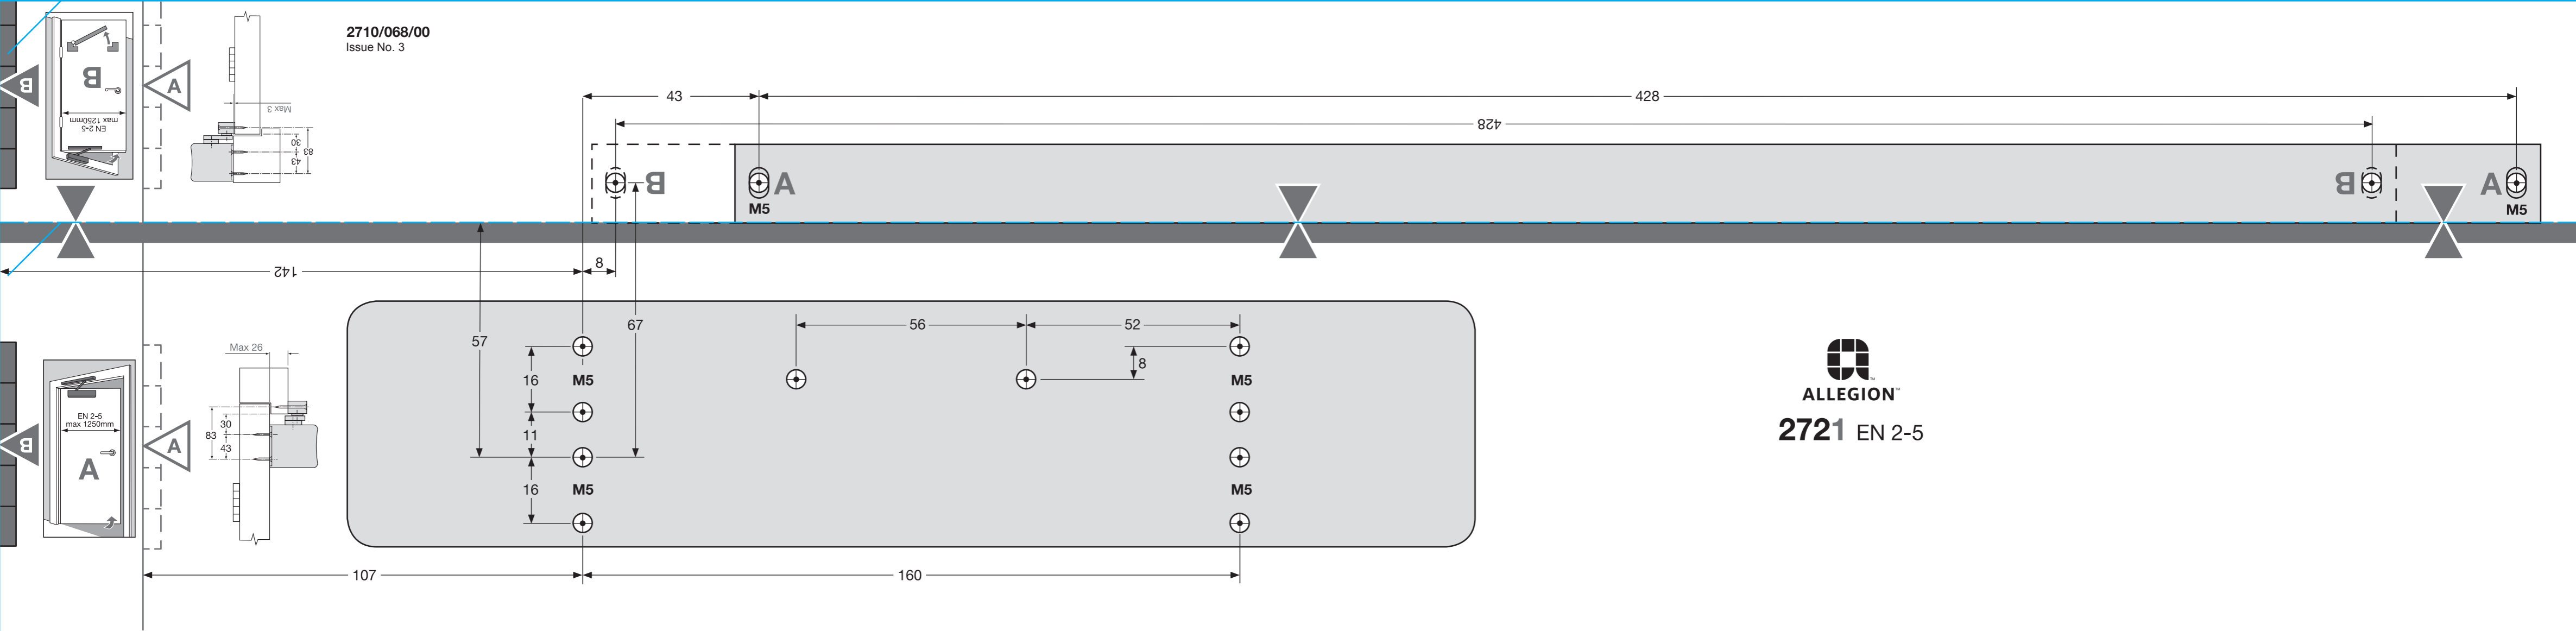 2710/068/00
Issue No. 3
B
A
B
max 1250mm
EN 2-5
Max 3
30
83
43
43
428
428
B
A
M5
B
A
M5
142
8
57
67
56
52
8
16
M5
M5
11
16
M5
M5
107
160
B
A
EN 2-5
max 1250mm
A
Max 26
30
83
43
ALLEGION™
2721 EN 2-5